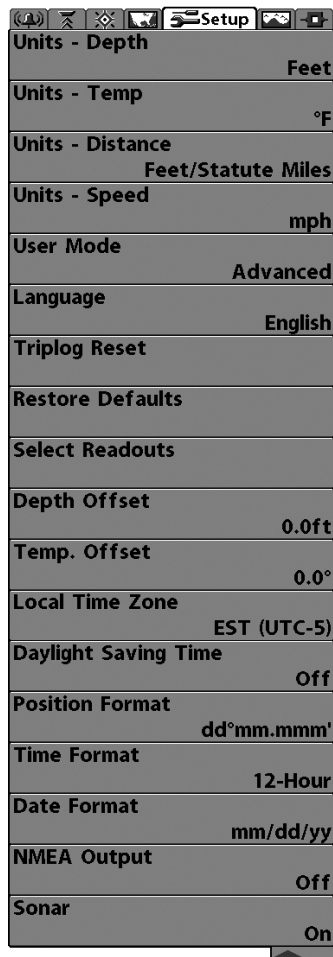 Setup
Units - Depth
Feet
Units - Temp
°F
Units - Distance
Feet/Statute Miles
Units - Speed
mph
User Mode
Advanced
Language
English
Triplog Reset
Restore Defaults
Select Readouts
Depth Offset
0.0ft
Temp. Offset
0.0°
Local Time Zone
EST (UTC-5)
Daylight Saving Time
Off
Position Format
dd°mm.mmm'
Time Format
12-Hour
Date Format
mm/dd/yy
NMEA Output
Off
Sonar
On